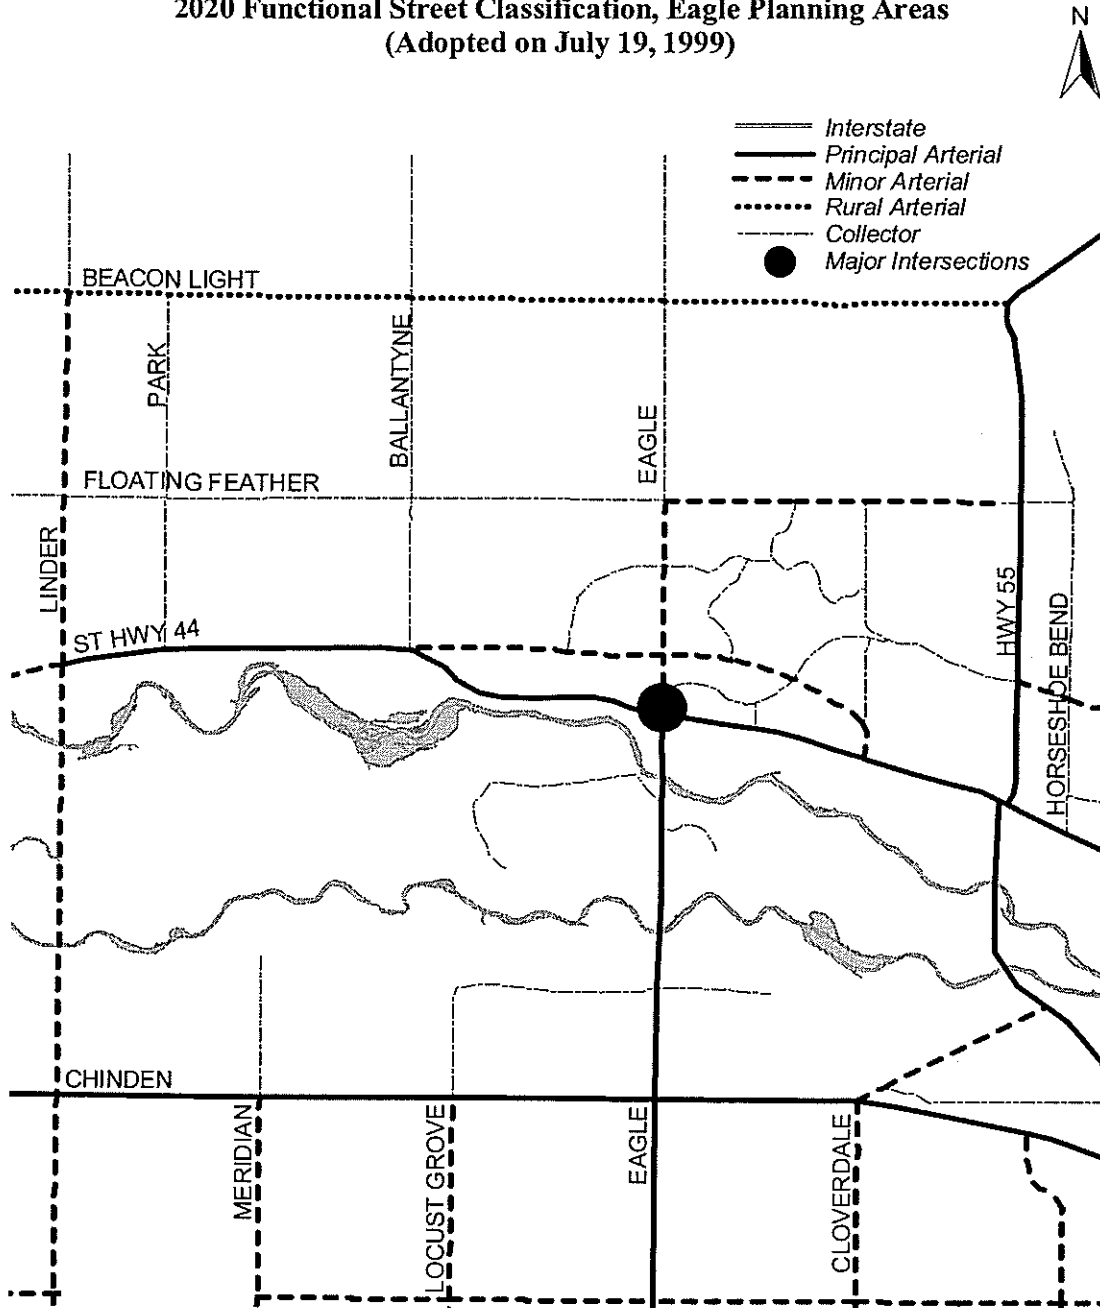 2020 Functional Street Classification, Eagle Planning Areas
(Adopted on July 19, 1999)
N
Interstate
Principal Arterial
Minor Arterial
Rural Arterial
Collector
Major Intersections
BEACON LIGHT
PARK
BALLANTYNE
EAGLE
FLOATING FEATHER
LINDER
ST HWY 44
HWY 55
HORSESHOE BEND
CHINDEN
MERIDIAN
LOCUST GROVE
EAGLE
CLOVERDALE